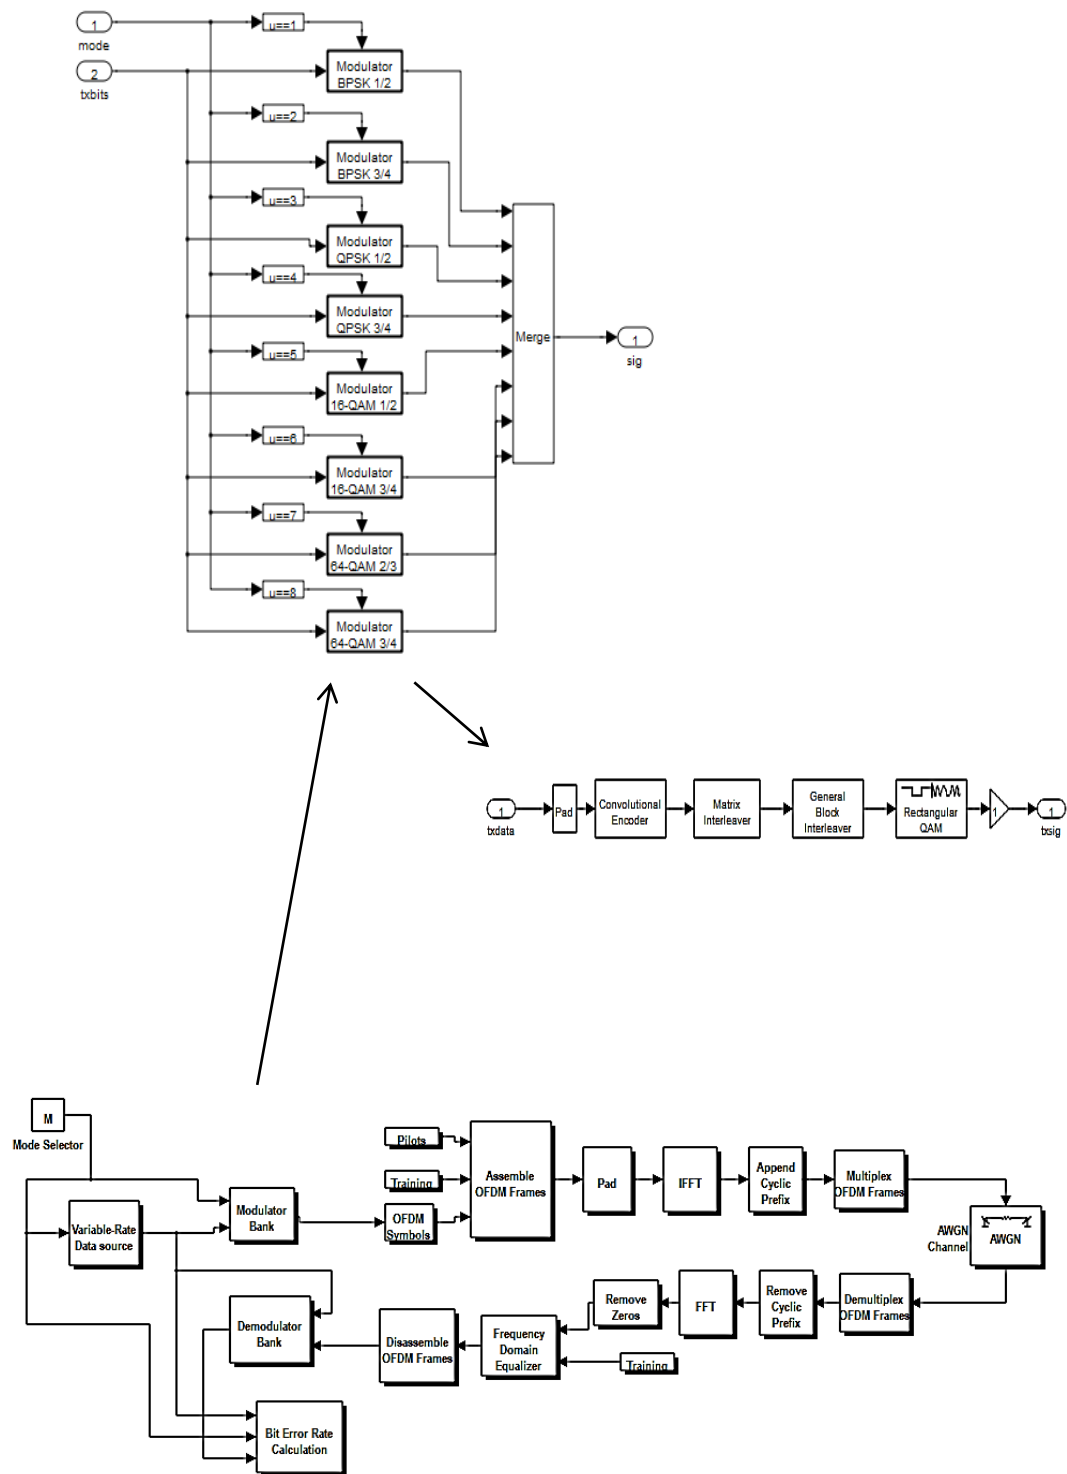 1
mode
2
txbits
u==1
Modulator
BPSK 1/2
u==2
Modulator
BPSK 3/4
u==3
Modulator
QPSK 1/2
u==4
Modulator
QPSK 3/4
u==5
Modulator
16-QAM 1/2
u==6
Modulator
16-QAM 3/4
u==7
Modulator
64-QAM 2/3
u==8
Modulator
64-QAM 3/4
Merge
1
sig
1
txdata
Pad
Convolutional
Encoder
Matrix
Interleaver
General
Block
Interleaver
Rectangular
QAM
1
1
txsig
M
Mode Selector
Variable-Rate
Data source
Modulator
Bank
Pilots
Training
OFDM
Symbols
Assemble
OFDM Frames
Pad
IFFT
Append
Cyclic
Prefix
Multiplex
OFDM Frames
AWGN
Channel
AWGN
Demultiplex
OFDM Frames
Remove
Cyclic
Prefix
FFT
Remove
Zeros
Training
Frequency
Domain
Equalizer
Disassemble
OFDM Frames
Demodulator
Bank
Bit Error Rate
Calculation